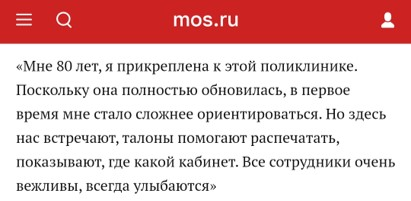 mos.ru
«Мне 80 лет, я прикреплена к этой поликлинике.
Поскольку она полностью обновилась, в первое
время мне стало сложнее ориентироваться. Но здесь
нас встречают, талоны помогают распечатать,
показывают, где какой кабинет. Все сотрудники очень
вежливы, всегда улыбаются»